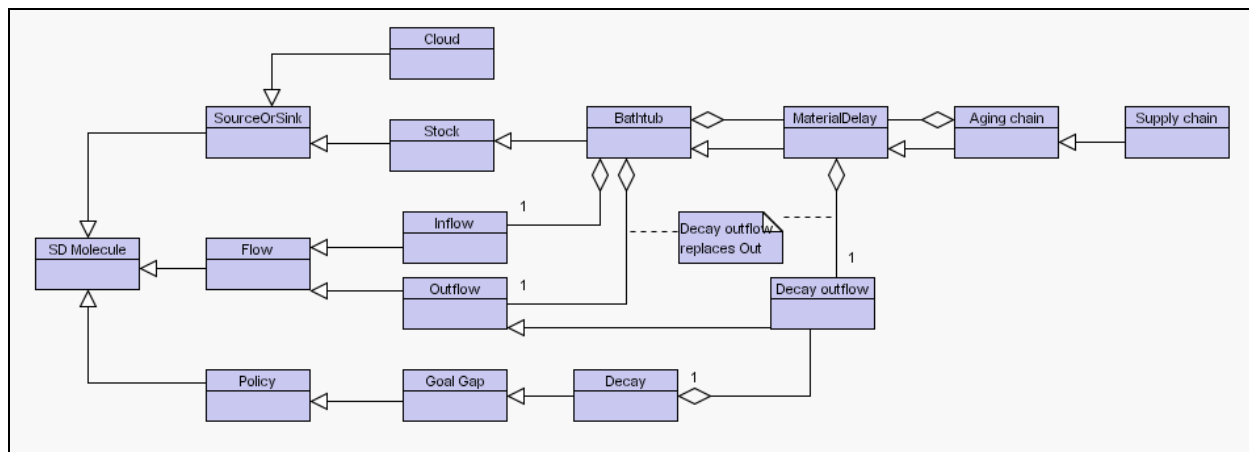 Cloud
SourceOrSink
Stock
Bathtub
MaterialDelay
Aging chain
Supply chain
1
Inflow
Decay outflow
replaces Out
SD Molecule
Flow
1
Outflow
1
Decay outflow
Policy
Goal Gap
Decay
1